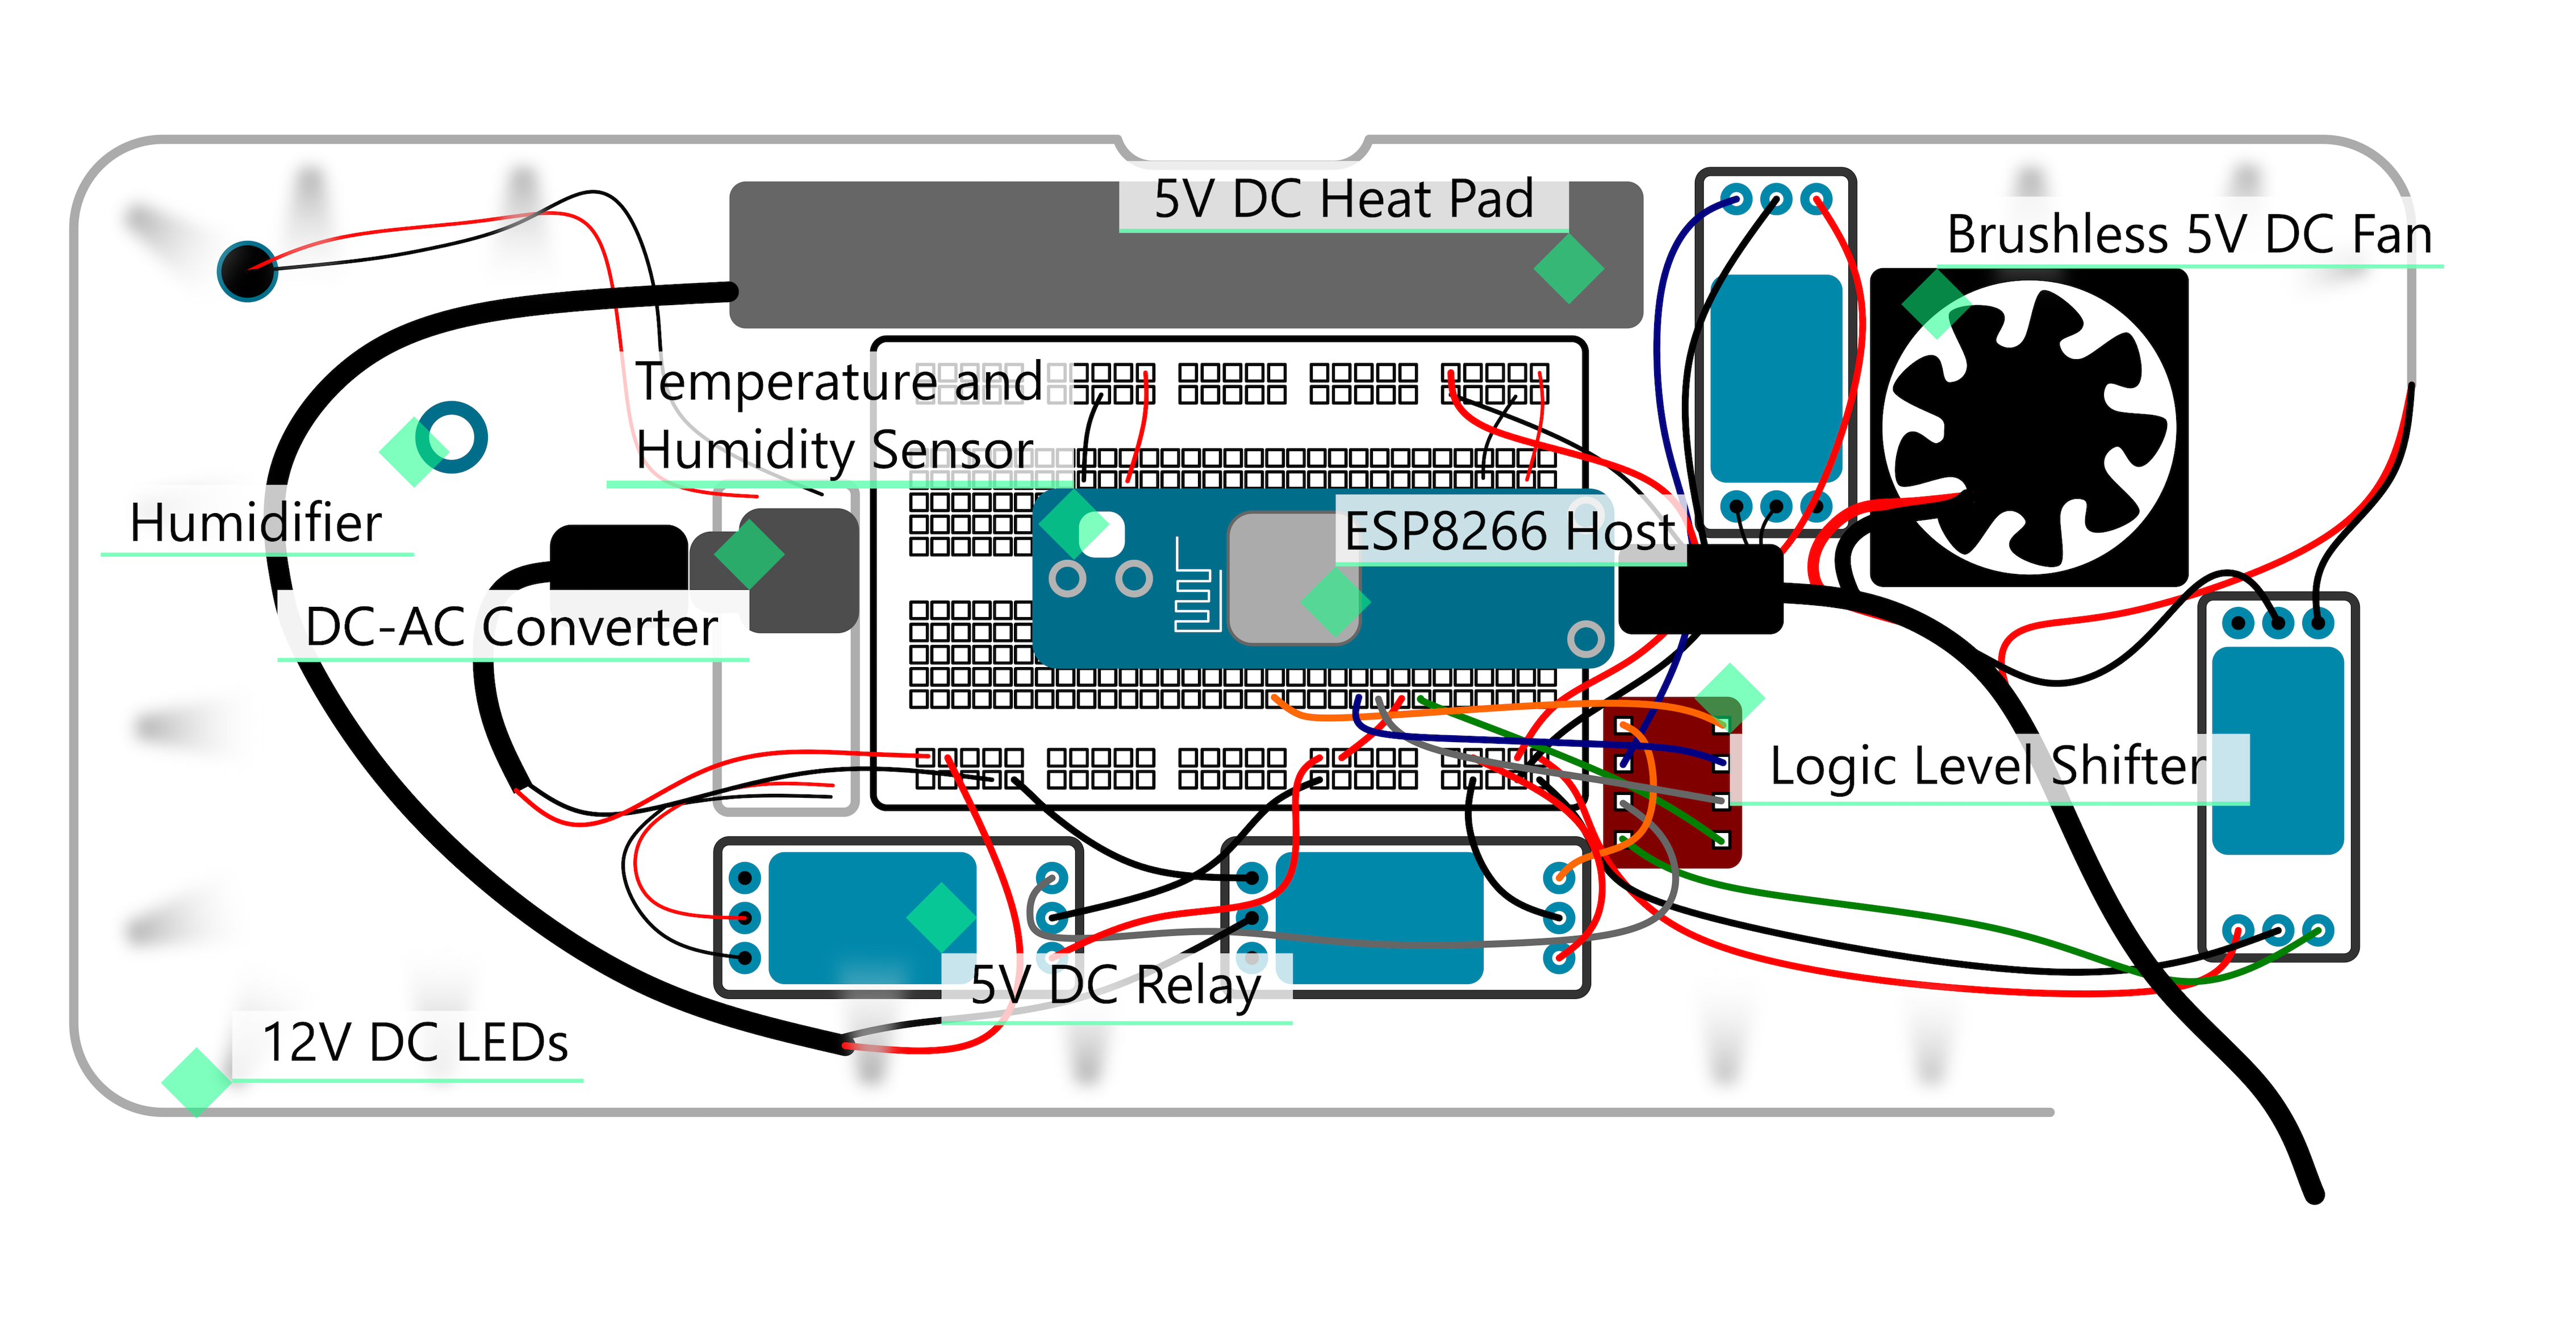 5V DC Heat Pad
Brushless 5V DC Fan
Temperature and
Humidity Sensor
Humidifier
ESP8266 Host
DC-AC Converter
Logic Level Shifter
5V DC Relay
12V DC LEDs